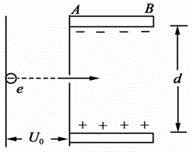 A B
− − − −
e
d
+ + + +
U₀